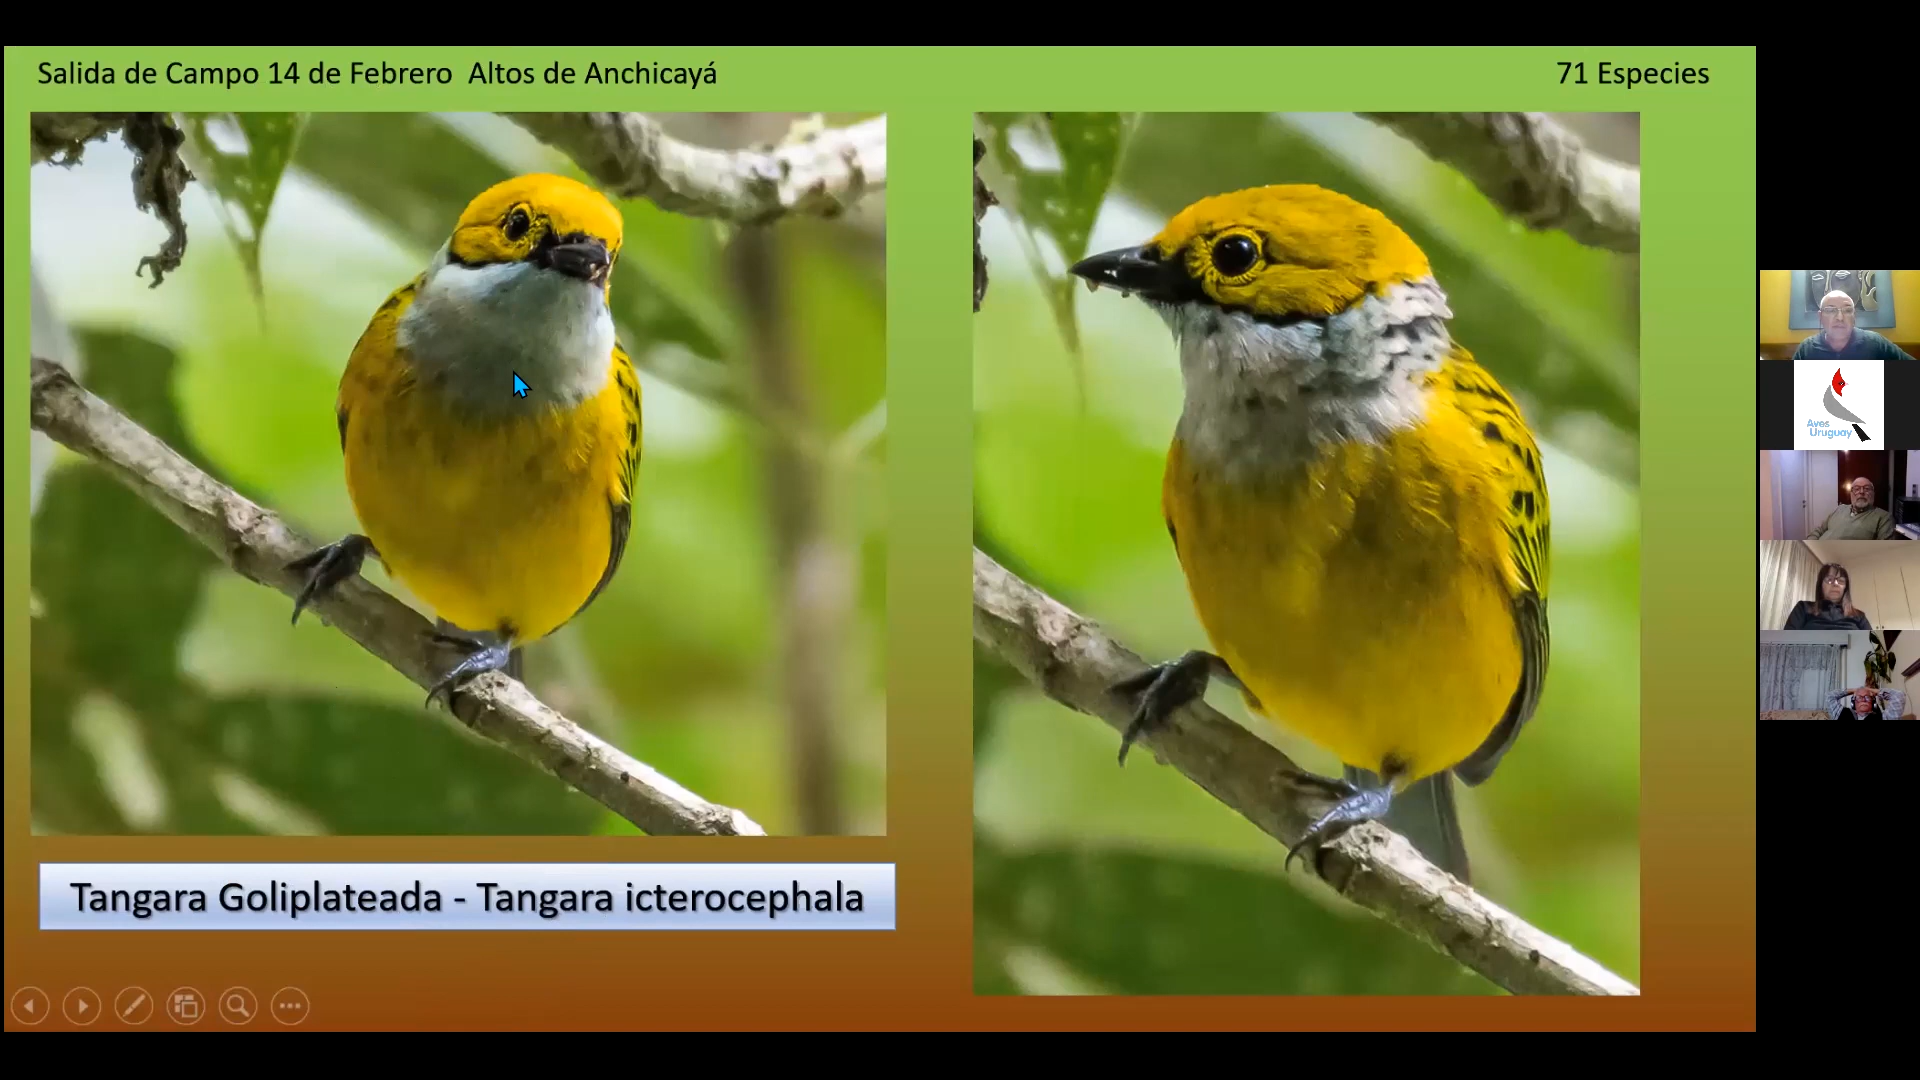 Salida de Campo 14 de Febrero Altos de Anchicayá
71 Especies
Tangara Goliplateada - Tangara icterocephala
Aves
Uruguay